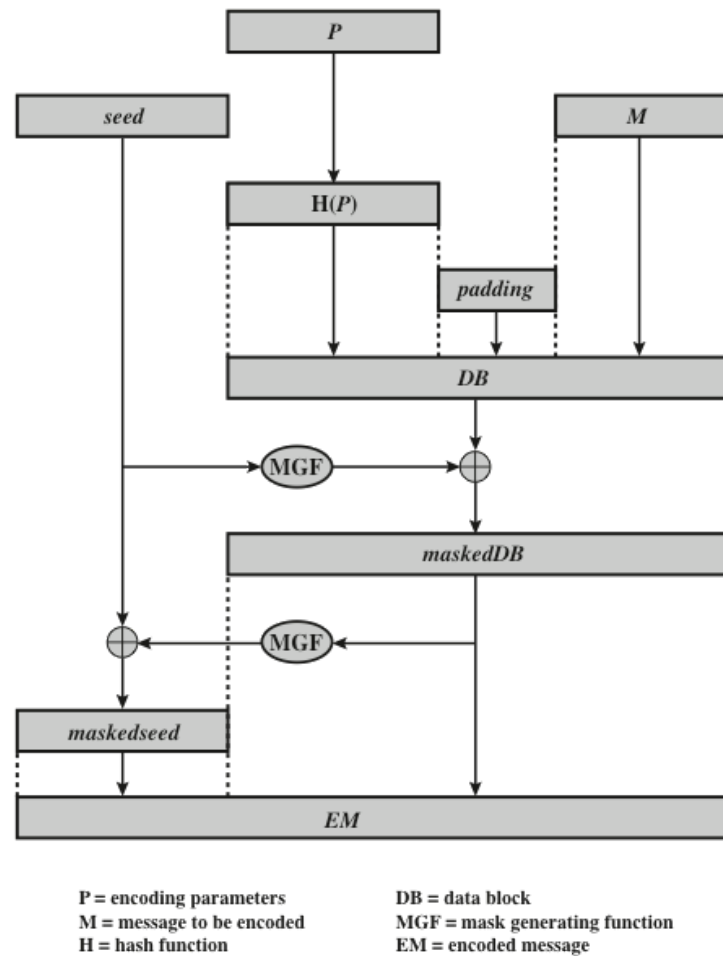 P
seed
M
H(P)
padding
DB
MGF
maskedDB
MGF
maskedseed
EM
P = encoding parameters
DB = data block
M = message to be encoded
MGF = mask generating function
H = hash function
EM = encoded message